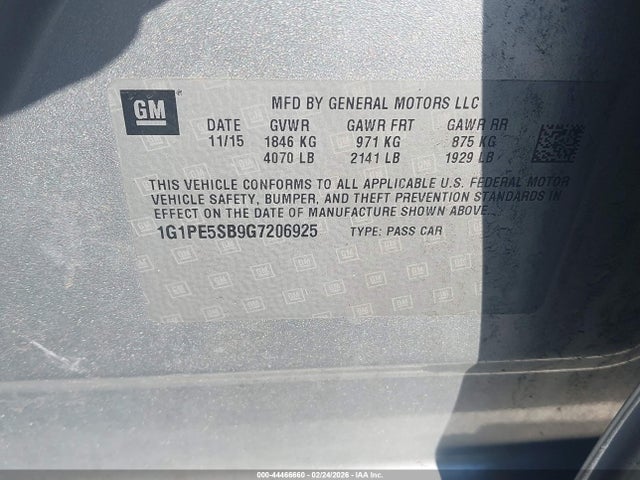 GM
MFD BY GENERAL MOTORS LLC
DATE GVWR GAWR FRT GAWR RR
11/15 1846 KG 971 KG 875 KG
4070 LB 2141 LB 1929 LB
THIS VEHICLE CONFORMS TO ALL APPLICABLE U.S. FEDERAL MOTOR
VEHICLE SAFETY, BUMPER, AND THEFT PREVENTION STANDARDS IN
EFFECT ON THE DATE OF MANUFACTURE SHOWN ABOVE.
1G1PE5SB9G7206925 TYPE: PASS CAR
000-44466660 - 02/24/2026 - IAA Inc.